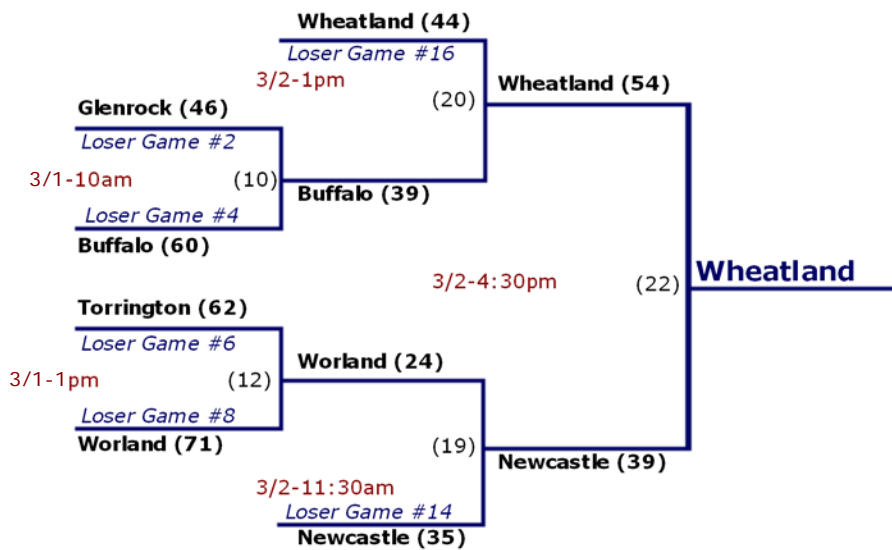 Wheatland (44)
Loser Game #16
3/2-1pm
(20)
Wheatland (54)
Glenrock (46)
Loser Game #2
3/1-10am
(10)
Buffalo (39)
Loser Game #4
Buffalo (60)
3/2-4:30pm
(22)
Wheatland
Torrington (62)
Loser Game #6
3/1-1pm
(12)
Worland (24)
Loser Game #8
Worland (71)
(19)
Newcastle (39)
3/2-11:30am
Loser Game #14
Newcastle (35)